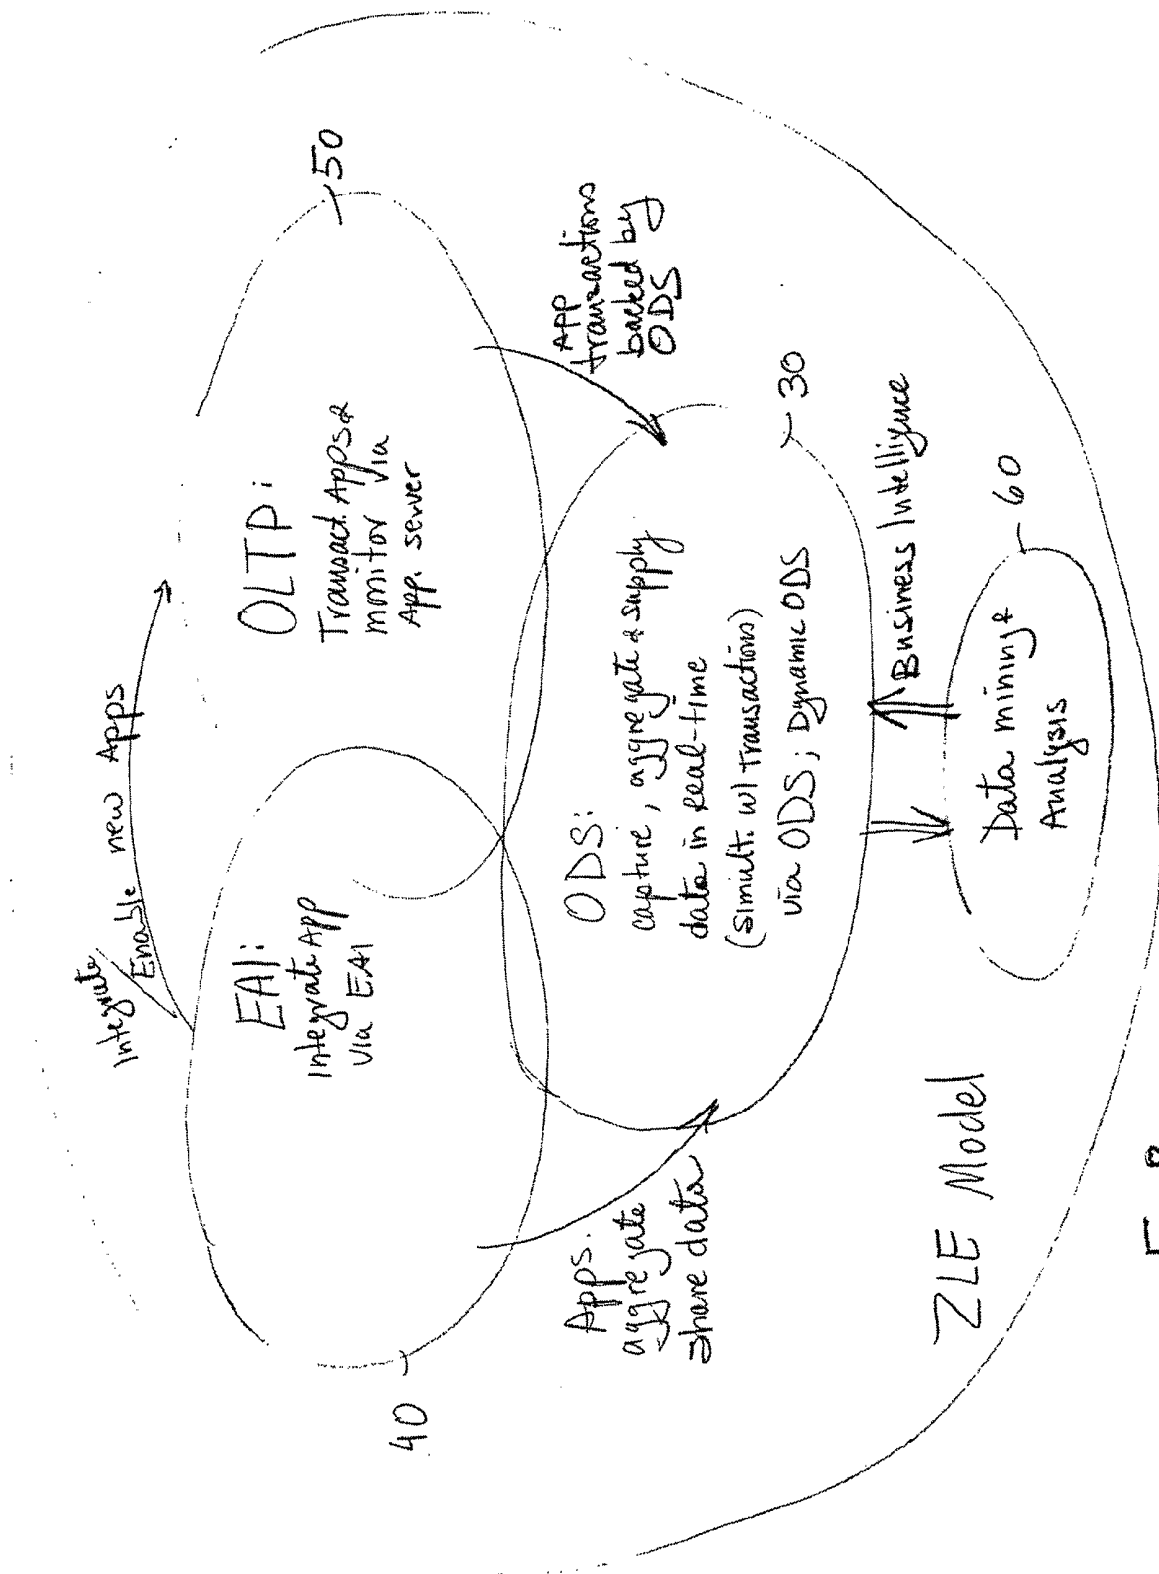 Integrate
Enable new Apps
EAI:
Integrate App
via EAI
40
OLTP:
Transact. Apps &
monitor via
App. server
50
Apps.
aggregate
share data
App
transactions
backed by
ODS
ODS:
capture, aggregate & supply
data in real-time
(simult. w/ transactions)
via ODS; Dynamic ODS
30
Business Intelligence
Data mining &
Analysis
60
ZLE Model